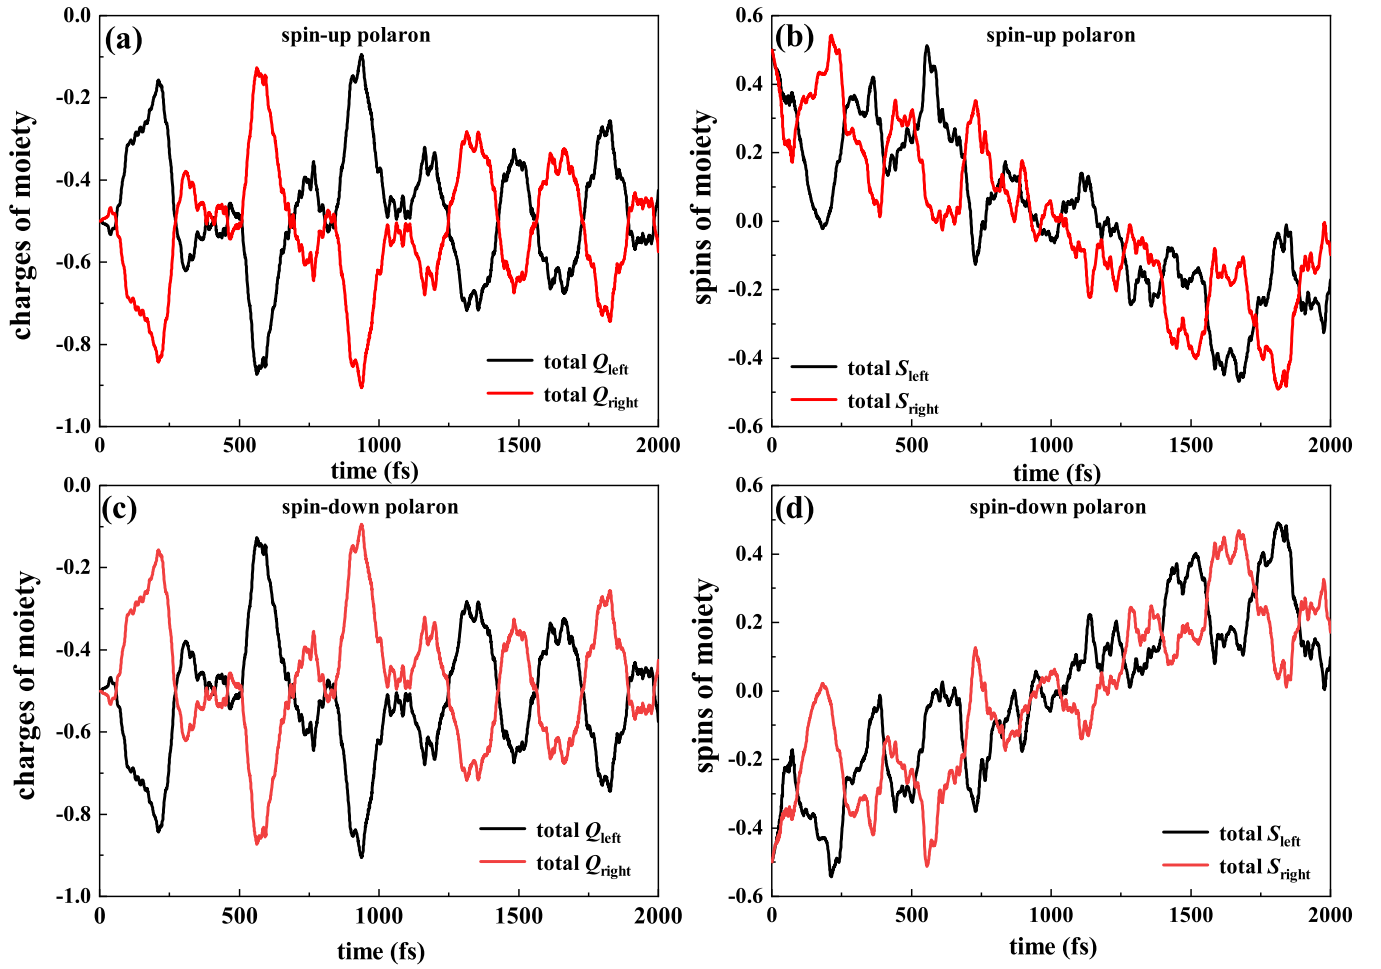 (a)
spin-up polaron
charges of moiety
0.0
-0.2
-0.4
-0.6
-0.8
-1.0
total Qleft
total Qright
0 500 1000 1500 2000
time (fs)
(b)
spin-up polaron
spins of moiety
0.6
0.4
0.2
0.0
-0.2
-0.4
-0.6
total Sleft
total Sright
0 500 1000 1500 2000
time (fs)
(c)
spin-down polaron
charges of moiety
0.0
-0.2
-0.4
-0.6
-0.8
-1.0
total Qleft
total Qright
0 500 1000 1500 2000
time (fs)
(d)
spin-down polaron
spins of moiety
0.6
0.4
0.2
0.0
-0.2
-0.4
-0.6
total Sleft
total Sright
0 500 1000 1500 2000
time (fs)